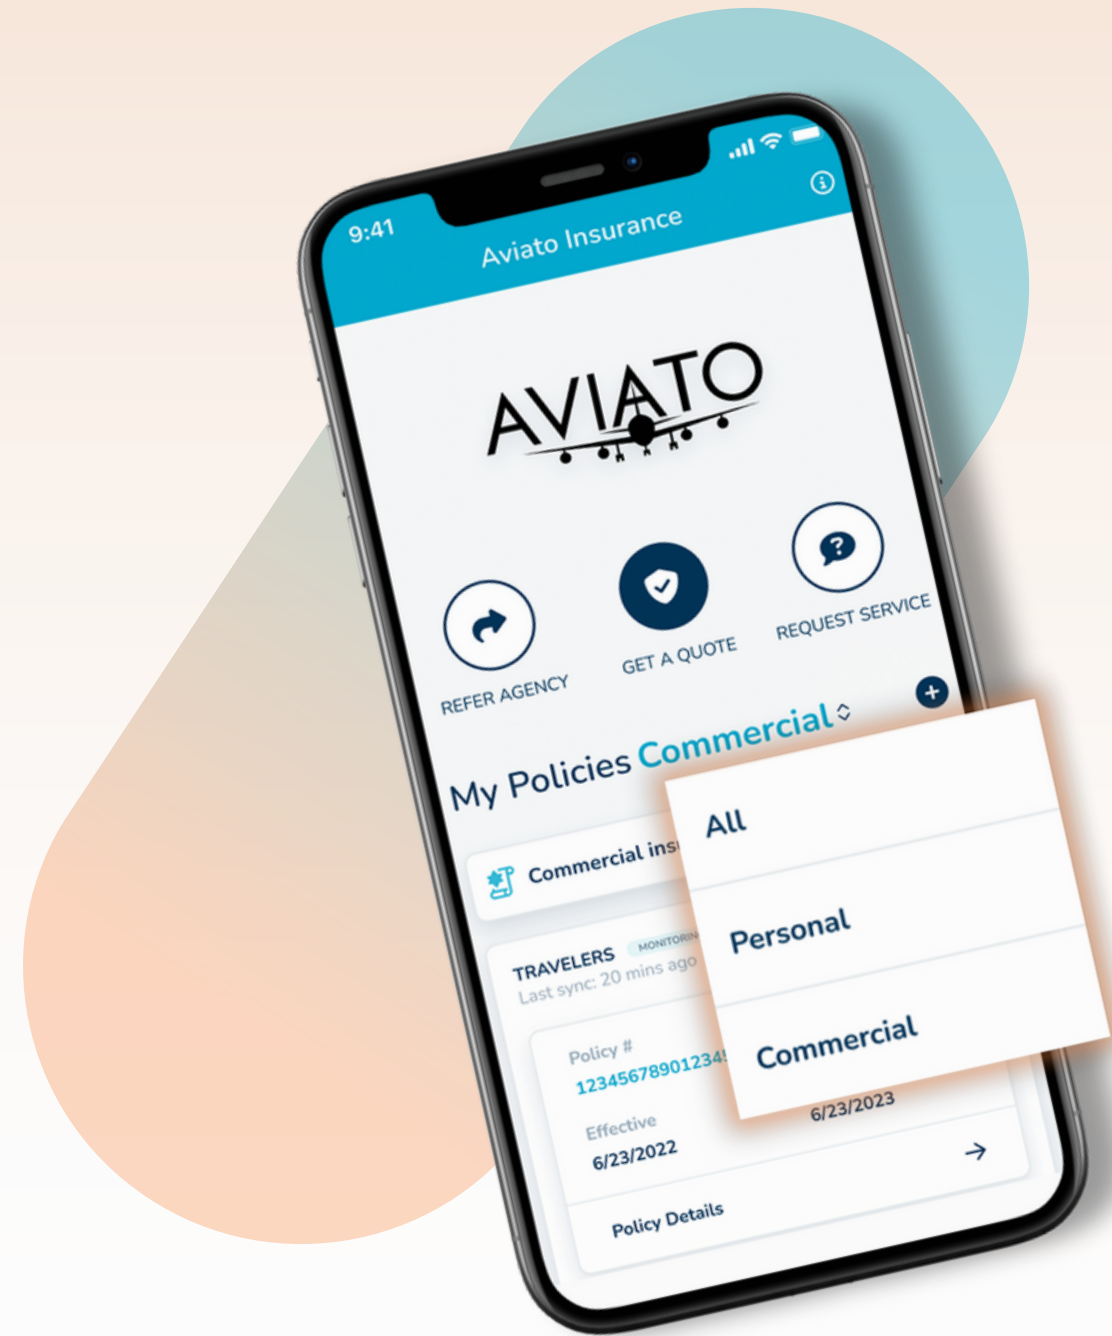 9:41
Aviato Insurance
AVIATO
REFER AGENCY
GET A QUOTE
REQUEST SERVICE
My Policies Commercial
Commercial
All
Personal
Commercial
TRAVELERS
Last sync: 20 mins ago
Policy #
Effective
6/23/2022
6/23/2023
Policy Details